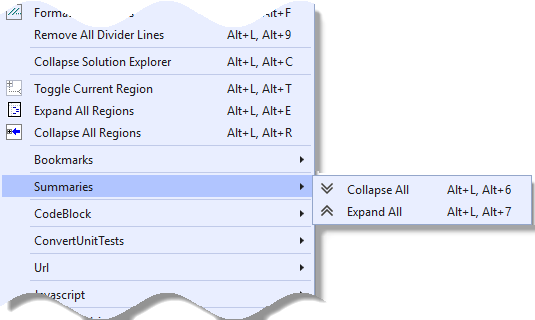 Alt+F
Remove All Divider Lines Alt+L, Alt+9
Collapse Solution Explorer Alt+L, Alt+C
Toggle Current Region Alt+L, Alt+T
Expand All Regions Alt+L, Alt+E
Collapse All Regions Alt+L, Alt+R
Bookmarks
Summaries
Collapse All Alt+L, Alt+6
Expand All Alt+L, Alt+7
CodeBlock
ConvertUnitTests
Url
Javascript